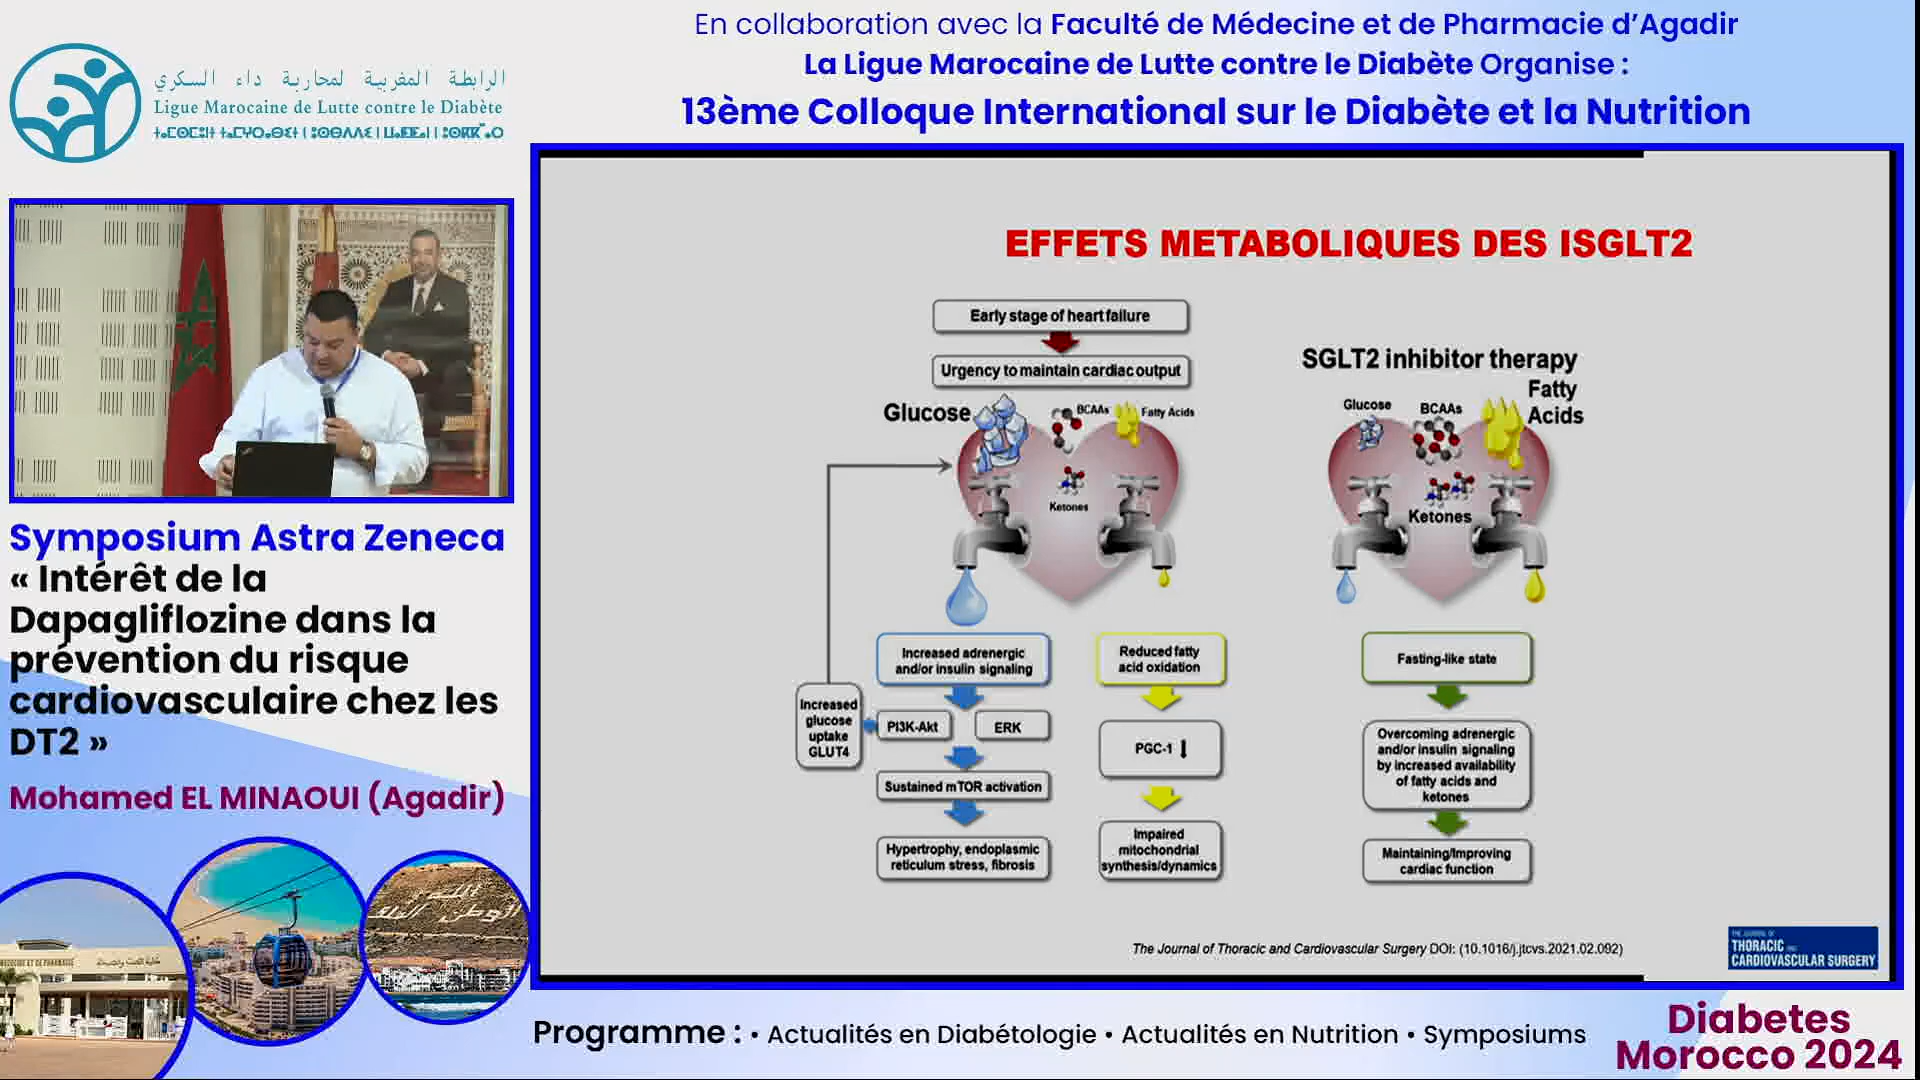 الرابطة المغربية لمحاربة داء السكري
Ligue Marocaine de Lutte contre le Diabète
En collaboration avec la Faculté de Médecine et de Pharmacie d’Agadir
La Ligue Marocaine de Lutte contre le Diabète Organise :
13ème Colloque International sur le Diabète et la Nutrition
Symposium Astra Zeneca
« Intérêt de la
Dapagliflozine dans la
prévention du risque
cardiovasculaire chez les
DT2 »
Mohamed EL MINAOUI (Agadir)
EFFETS METABOLIQUES DES ISGLT2
Early stage of heart failure
Urgency to maintain cardiac output
Glucose
BCAAs
Fatty Acids
Ketones
Increased adrenergic
and/or insulin signaling
Increased
glucose
uptake
GLUT4
PI3K-Akt
ERK
Sustained mTOR activation
Hypertrophy, endoplasmic
reticulum stress, fibrosis
Reduced fatty
acid oxidation
PGC-1
Impaired
mitochondrial
synthesis/dynamics
SGLT2 inhibitor therapy
Glucose
BCAAs
Fatty
Acids
Ketones
Fasting-like state
Overcoming adrenergic
and/or insulin signaling
by increased availability
of fatty acids and
ketones
Maintaining/Improving
cardiac function
The Journal of Thoracic and Cardiovascular Surgery DOI: (10.1016/j.jtcvs.2021.02.092)
THE JOURNAL OF
THORACIC AND
CARDIOVASCULAR SURGERY
Programme : • Actualités en Diabétologie • Actualités en Nutrition • Symposiums
Diabetes
Morocco 2024